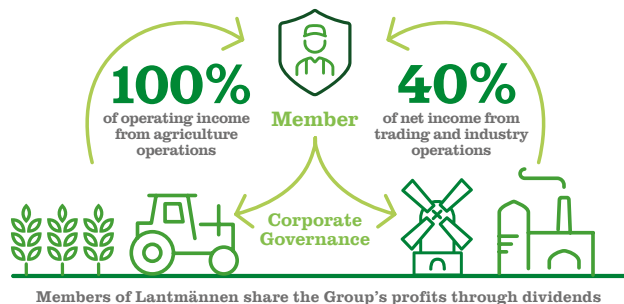 100%
of operating income
from agriculture
operations
Member
40%
of net income from
trading and industry
operations
Corporate
Governance
Members of Lantmännen share the Group's profits through dividends